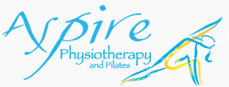 Aspire
Physiotherapy
and Pilates